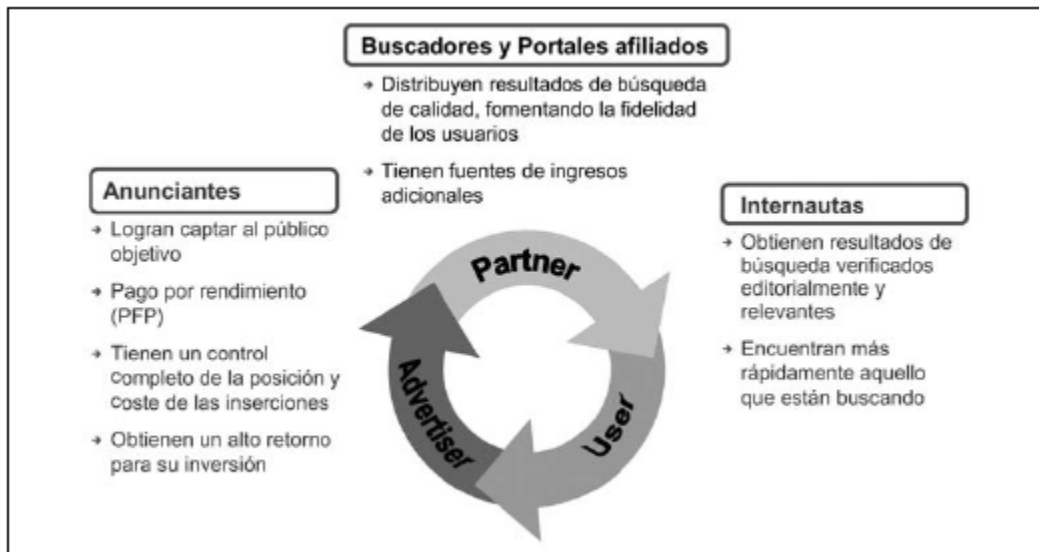 Buscadores y Portales afiliados
→ Distribuyen resultados de búsqueda
de calidad, fomentando la fidelidad
de los usuarios
→ Tienen fuentes de ingresos
adicionales
Anunciantes
→ Logran captar al público
objetivo
→ Pago por rendimiento
(PFP)
→ Tienen un control
completo de la posición y
coste de las inserciones
→ Obtienen un alto retorno
para su inversión
Internautas
→ Obtienen resultados de
búsqueda verificados
editorialmente y
relevantes
→ Encuentran más
rápidamente aquello
que están buscando
Partner
User
Advertiser